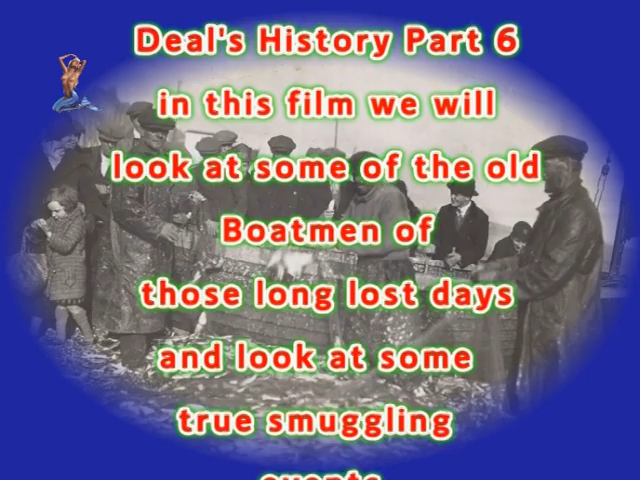 Deal's History Part 6
in this film we will
look at some of the old
Boatmen of
those long lost days
and look at some
true smuggling
events